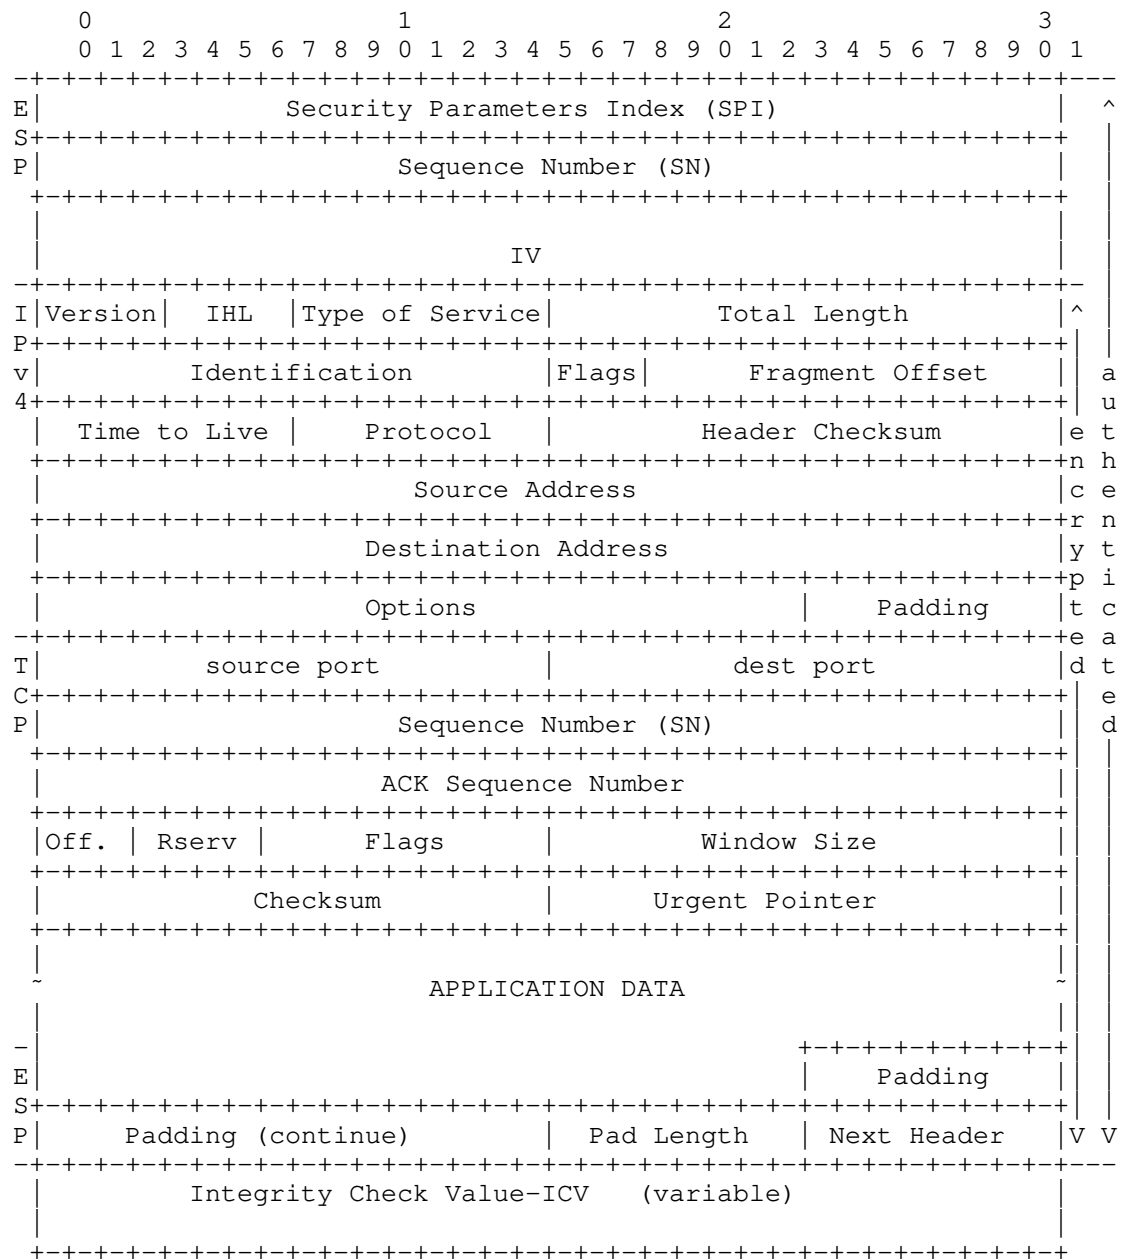 0                   1                   2                   3
0 1 2 3 4 5 6 7 8 9 0 1 2 3 4 5 6 7 8 9 0 1 2 3 4 5 6 7 8 9 0 1
-+-+-+-+-+-+-+-+-+-+-+-+-+-+-+-+-+-+-+-+-+-+-+-+-+-+-+-+-+-+-+-+-+---
E|               Security Parameters Index (SPI)                 |  ^
S+-+-+-+-+-+-+-+-+-+-+-+-+-+-+-+-+-+-+-+-+-+-+-+-+-+-+-+-+-+-+-+-+  |
P|                      Sequence Number (SN)                     |  |
 +-+-+-+-+-+-+-+-+-+-+-+-+-+-+-+-+-+-+-+-+-+-+-+-+-+-+-+-+-+-+-+-+  |
 |                                                               |  |
 |                             IV                                |  |
-+-+-+-+-+-+-+-+-+-+-+-+-+-+-+-+-+-+-+-+-+-+-+-+-+-+-+-+-+-+-+-+-+- |
I|Version|  IHL  |Type of Service|          Total Length         |^ |
P+-+-+-+-+-+-+-+-+-+-+-+-+-+-+-+-+-+-+-+-+-+-+-+-+-+-+-+-+-+-+-+-+| |
v|         Identification        |Flags|      Fragment Offset    || a
4+-+-+-+-+-+-+-+-+-+-+-+-+-+-+-+-+-+-+-+-+-+-+-+-+-+-+-+-+-+-+-+-+| u
 |  Time to Live |    Protocol   |         Header Checksum       |e t
 +-+-+-+-+-+-+-+-+-+-+-+-+-+-+-+-+-+-+-+-+-+-+-+-+-+-+-+-+-+-+-+-+n h
 |                       Source Address                          |c e
 +-+-+-+-+-+-+-+-+-+-+-+-+-+-+-+-+-+-+-+-+-+-+-+-+-+-+-+-+-+-+-+-+r n
 |                    Destination Address                        |y t
 +-+-+-+-+-+-+-+-+-+-+-+-+-+-+-+-+-+-+-+-+-+-+-+-+-+-+-+-+-+-+-+-+p i
 |                    Options                    |    Padding    |t c
-+-+-+-+-+-+-+-+-+-+-+-+-+-+-+-+-+-+-+-+-+-+-+-+-+-+-+-+-+-+-+-+-+e a
T|          source port          |           dest port           |d t
C+-+-+-+-+-+-+-+-+-+-+-+-+-+-+-+-+-+-+-+-+-+-+-+-+-+-+-+-+-+-+-+-+| e
P|                      Sequence Number (SN)                     || d
 +-+-+-+-+-+-+-+-+-+-+-+-+-+-+-+-+-+-+-+-+-+-+-+-+-+-+-+-+-+-+-+-+| |
 |                     ACK Sequence Number                       || |
 +-+-+-+-+-+-+-+-+-+-+-+-+-+-+-+-+-+-+-+-+-+-+-+-+-+-+-+-+-+-+-+-+| |
 |Off. | Rserv |      Flags      |         Window Size           || |
 +-+-+-+-+-+-+-+-+-+-+-+-+-+-+-+-+-+-+-+-+-+-+-+-+-+-+-+-+-+-+-+-+| |
 |             Checksum          |      Urgent Pointer           || |
 +-+-+-+-+-+-+-+-+-+-+-+-+-+-+-+-+-+-+-+-+-+-+-+-+-+-+-+-+-+-+-+-+| |
 |                                                               || |
 ~                        APPLICATION DATA                       ~| |
 |                                                               || |
-|                                               +-+-+-+-+-+-+-+-+| |
E|                                               |    Padding    || |
S+-+-+-+-+-+-+-+-+-+-+-+-+-+-+-+-+-+-+-+-+-+-+-+-+-+-+-+-+-+-+-+-+| |
P|     Padding (continue)        |  Pad Length   | Next Header   |V V
-+-+-+-+-+-+-+-+-+-+-+-+-+-+-+-+-+-+-+-+-+-+-+-+-+-+-+-+-+-+-+-+-+---
 |         Integrity Check Value-ICV   (variable)                |
 |                                                               |
 +-+-+-+-+-+-+-+-+-+-+-+-+-+-+-+-+-+-+-+-+-+-+-+-+-+-+-+-+-+-+-+-+